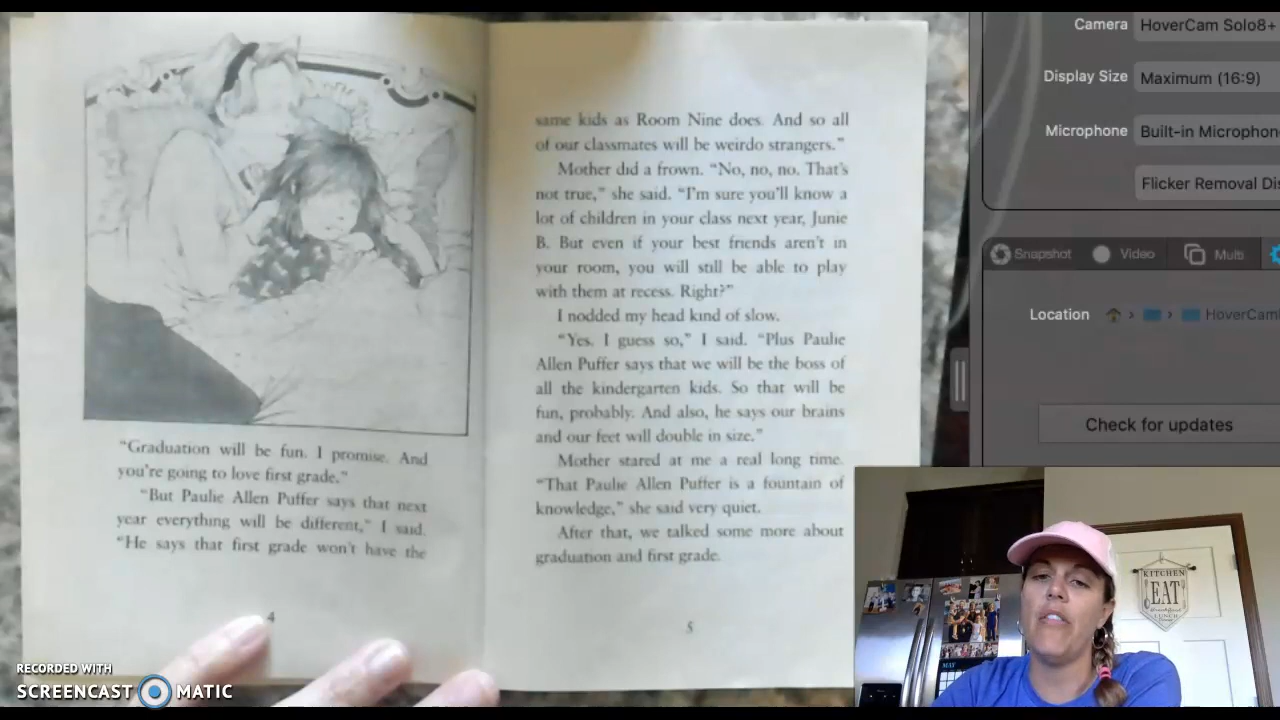 "Graduation will be fun. I promise. And
you're going to love first grade."
"But Paulie Allen Puffer says that next
year everything will be different," I said.
"He says that first grade won't have the
4
same kids as Room Nine does. And so all
of our classmates will be weirdo strangers."
Mother did a frown. "No, no, no. That's
not true," she said. "I'm sure you'll know a
lot of children in your class next year, Junie
B. But even if your best friends aren't in
your room, you will still be able to play
with them at recess. Right?"
I nodded my head kind of slow.
"Yes. I guess so," I said. "Plus Paulie
Allen Puffer says that we will be the boss of
all the kindergarten kids. So that will be
fun, probably. And also, he says our brains
and our feet will double in size."
Mother stared at me a real long time.
"That Paulie Allen Puffer is a fountain of
knowledge," she said very quiet.
After that, we talked some more about
graduation and first grade.
5
Camera HoverCam Solo8+
Display Size Maximum (16:9)
Microphone Built-in Microphon
Flicker Removal Dis
Snapshot Video Multi
Location HoverCam
Check for updates
KITCHEN
EAT
LUNCH
MAY
RECORDED WITH
SCREENCAST MATIC